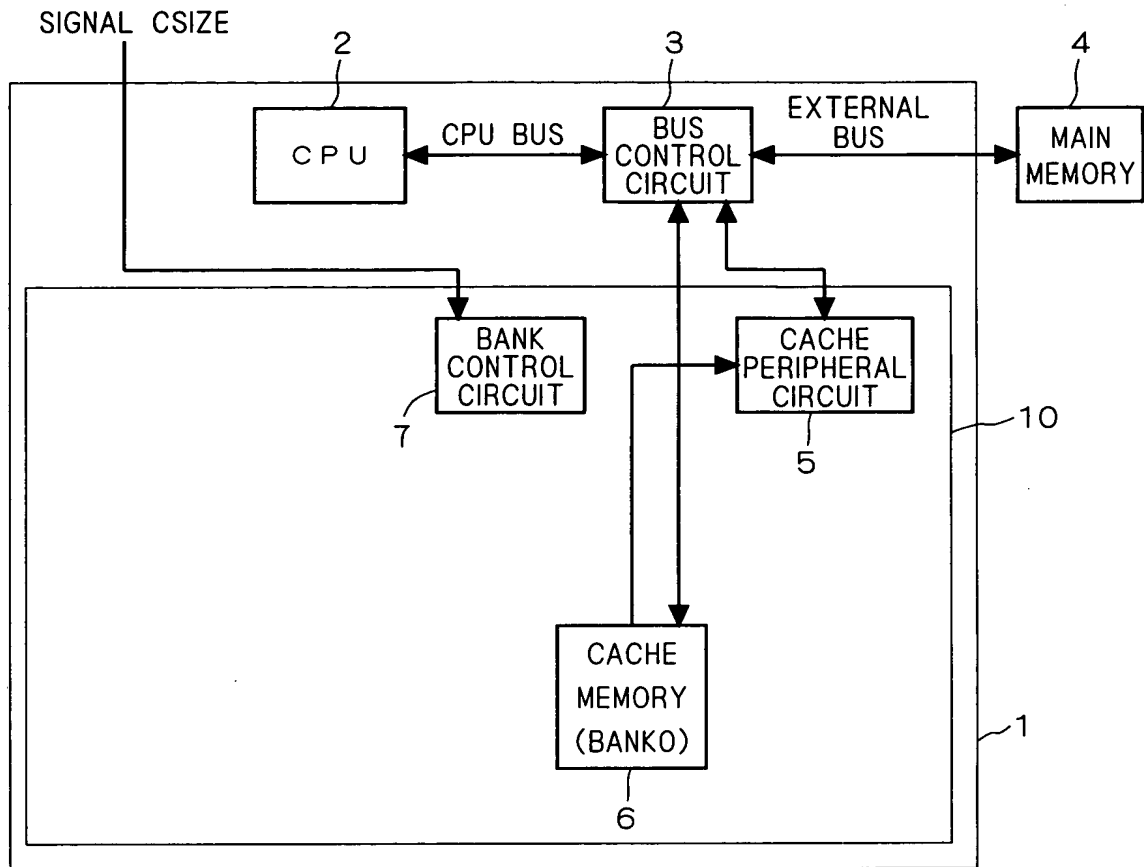 SIGNAL CSIZE
2
3
4
CPU
CPU BUS
BUS
CONTROL
CIRCUIT
EXTERNAL
BUS
MAIN
MEMORY
BANK
CONTROL
CIRCUIT
7
CACHE
PERIPHERAL
CIRCUIT
5
10
CACHE
MEMORY
(BANK0)
6
1